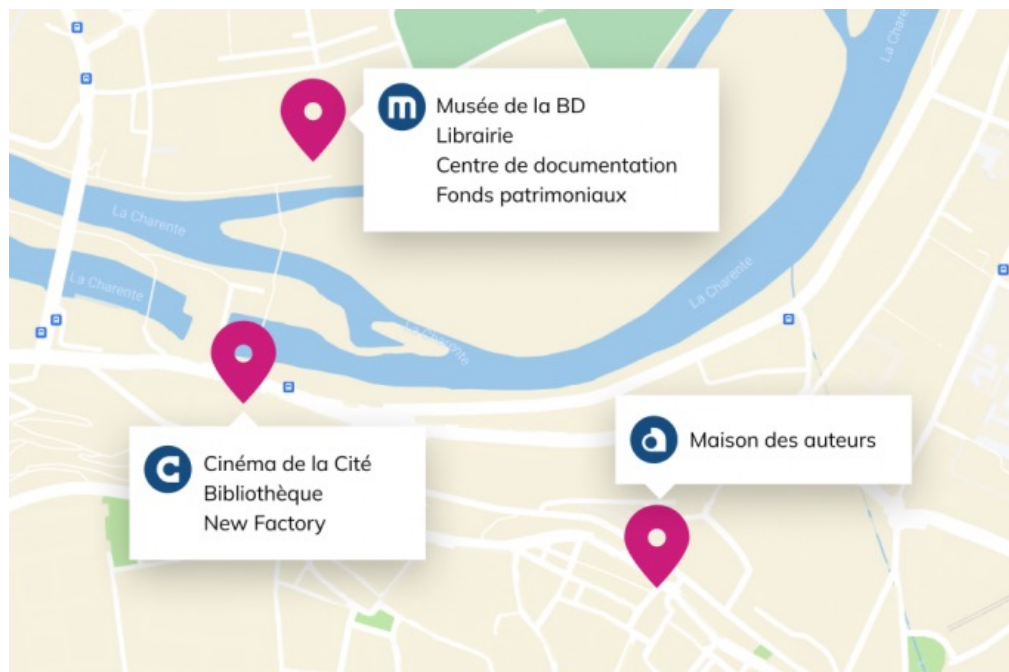 La Charente
m
Musée de la BD
Librairie
Centre de documentation
Fonds patrimoniaux
La Charente
La Charente
La Charente
La Charente
c
Cinéma de la Cité
Bibliothèque
New Factory
a
Maison des auteurs